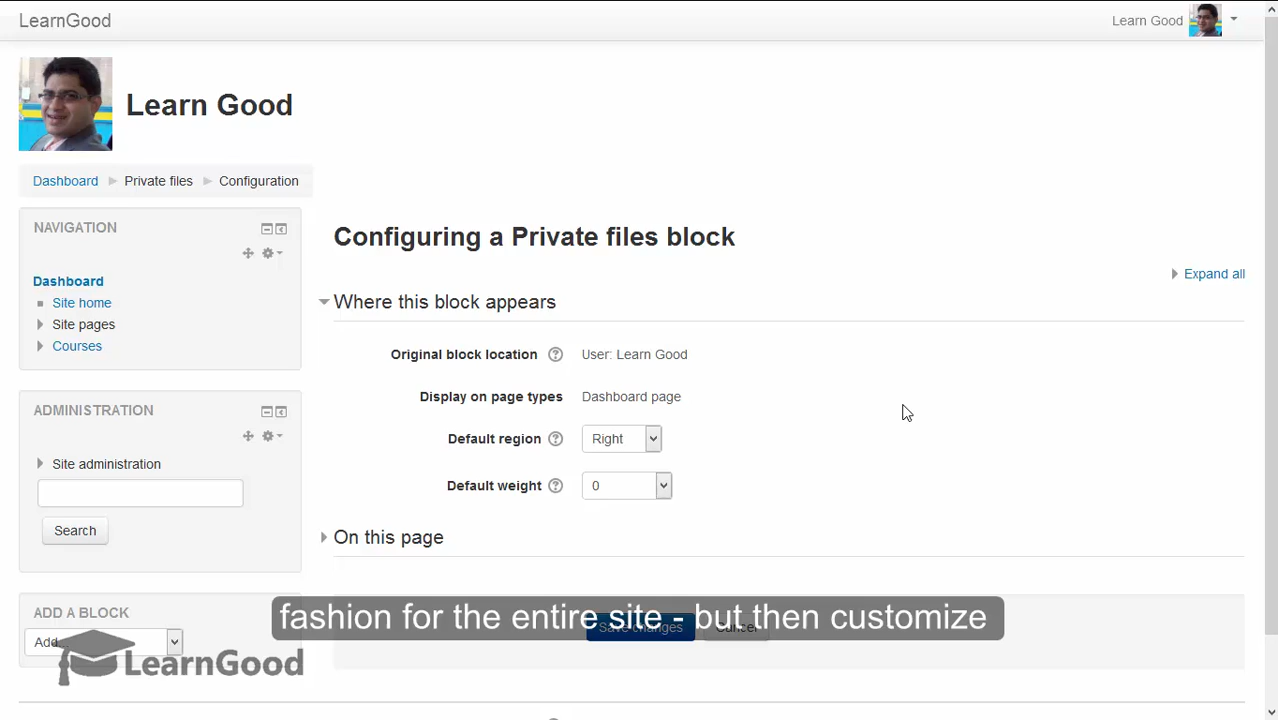 LearnGood
Learn Good
Learn Good
Dashboard Private files Configuration
NAVIGATION
Dashboard
Site home
Site pages
Courses
ADMINISTRATION
Site administration
Search
ADD A BLOCK
Add...
Configuring a Private files block
Expand all
Where this block appears
Original block location User: Learn Good
Display on page types Dashboard page
Default region Right
Default weight 0
On this page
Save changes Cancel
fashion for the entire site - but then customize
LearnGood